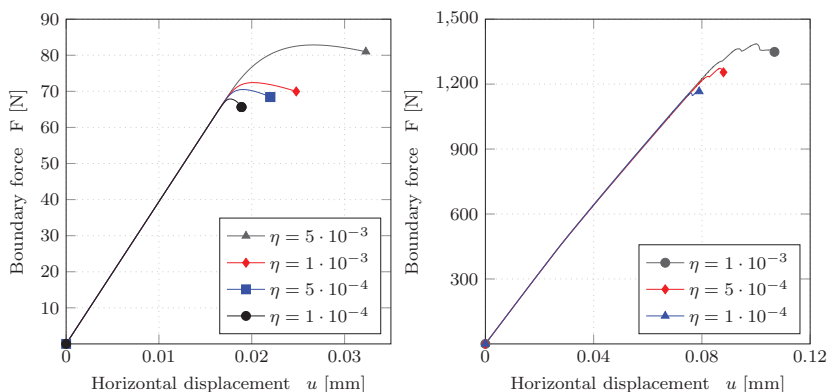 90
80
70
60
50
40
30
20
10
0
0.01
0.02
0.03
Boundary force F [N]
Horizontal displacement u [mm]
η = 5 · 10⁻³
η = 1 · 10⁻³
η = 5 · 10⁻⁴
η = 1 · 10⁻⁴
1,500
1,200
900
600
300
0
0.04
0.08
0.12
Boundary force F [N]
Horizontal displacement u [mm]
η = 1 · 10⁻³
η = 5 · 10⁻⁴
η = 1 · 10⁻⁴